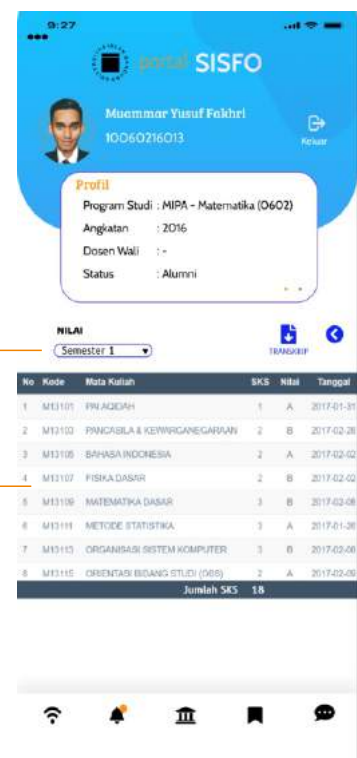 9:27
portal SISFO
Muammar Yusuf Fakhri
10060216013
Keluar
Profil
Program Studi : MIPA - Matematika (0602)
Angkatan : 2016
Dosen Wali : -
Status : Alumni
NILAI
Semester 1
TRANSKRIP
No Kode Mata Kuliah SKS Nilai Tanggal
1 M13101 PAI AQIDAH 1 A 2017-01-31
2 M13103 PANCASILA & KEWARGANEGARAAN 2 B 2017-02-28
3 M13105 BAHASA INDONESIA 2 A 2017-02-02
4 M13107 FISIKA DASAR 2 B 2017-02-02
5 M13109 MATEMATIKA DASAR 3 B 2017-02-08
6 M13111 METODE STATISTIKA 3 A 2017-01-26
7 M13113 ORGANISASI SISTEM KOMPUTER 3 B 2017-02-08
8 M13115 ORIENTASI BIDANG STUDI (OBS) 2 A 2017-02-09
Jumlah SKS 18